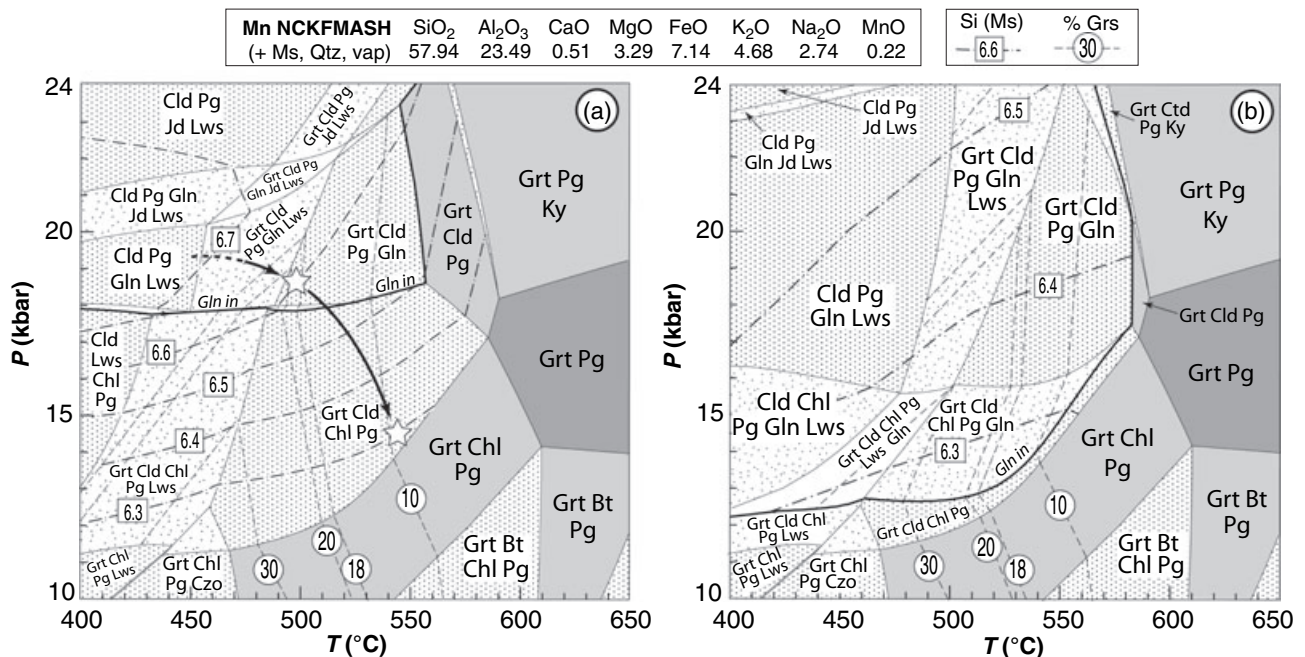 Mn NCKFMASH SiO₂ Al₂O₃ CaO MgO FeO K₂O Na₂O MnO
(+ Ms, Qtz, vap) 57.94 23.49 0.51 3.29 7.14 4.68 2.74 0.22
Si (Ms) % Grs
6.6 30
(a)
24
20
15
10
P (kbar)
400 450 500 550 600 650
T (°C)
Cld Pg
Jd Lws
Grt Cld Pg
Jd Lws
Cld Pg Gln
Jd Lws
Grt Cld Pg
Gln Jd Lws
6.7
Grt Cld
Pg Gln Lws
Cld Pg
Gln Lws
Grt Cld
Pg Gln
Grt
Cld
Pg
Grt Pg
Ky
Gln in
Gln in
Cld
Lws
Chl
Pg
6.6
6.5
6.4
Grt Cld
Chl Pg
Grt Pg
Grt Cld Chl
Pg Lws
6.3
Grt Chl
Pg
Grt Chl
Pg Lws
Grt Chl
Pg Czo
30
20
18
10
Grt Bt
Chl Pg
Grt Bt
Pg
(b)
24
20
15
10
P (kbar)
400 450 500 550 600 650
T (°C)
Cld Pg
Jd Lws
Cld Pg
Gln Jd Lws
6.5
Grt Ctd
Pg Ky
Grt Cld
Pg Gln
Lws
Grt Cld
Pg Gln
Grt Pg
Ky
6.4
Cld Pg
Gln Lws
Grt Cld Pg
Grt Pg
Cld Chl
Pg Gln Lws
Grt Cld Chl Pg
Lws Gln
Grt Cld
Chl Pg Gln
6.3
Gln in
Grt Chl
Pg
Grt Cld Chl
Pg Lws
Grt Cld Chl Pg
Grt Chl
Pg Lws
Grt Chl
Pg Czo
30
20
18
10
Grt Bt
Chl Pg
Grt Bt
Pg